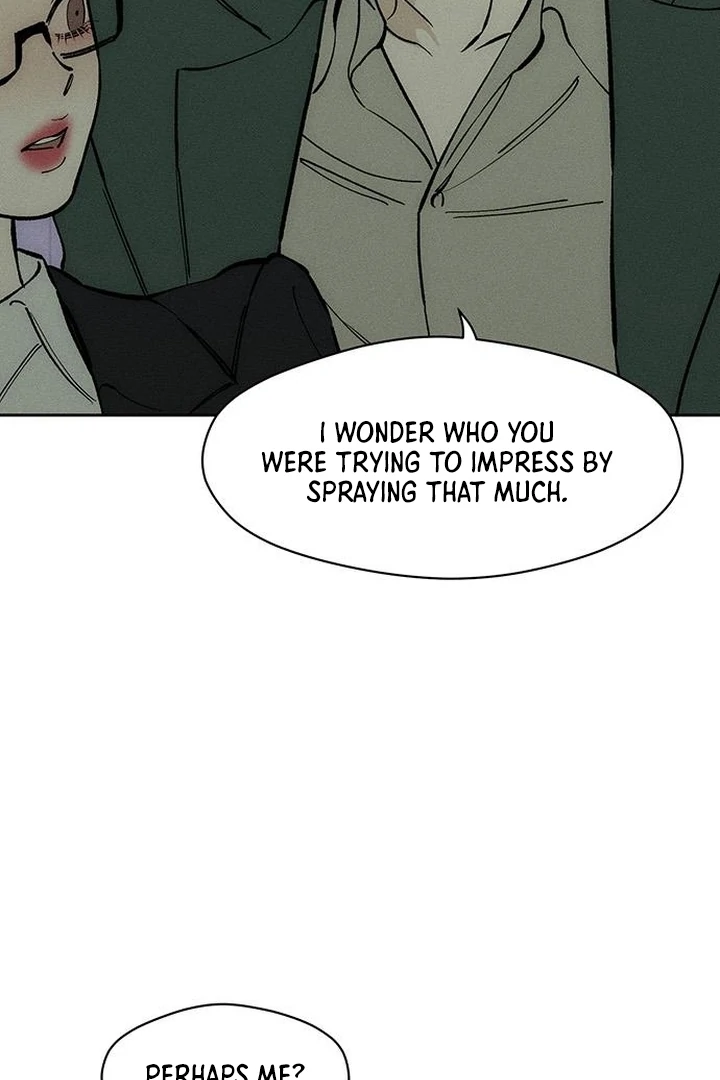 I WONDER WHO YOU
WERE TRYING TO IMPRESS BY
SPRAYING THAT MUCH.
PERHAPS ME?